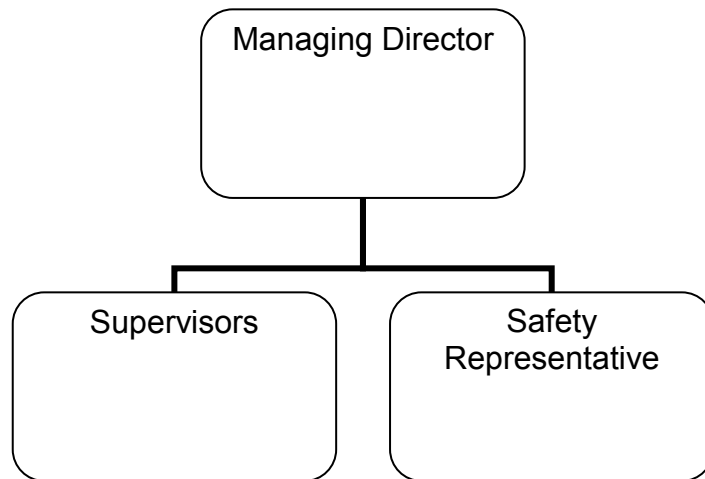 Managing Director
Supervisors
Safety
Representative